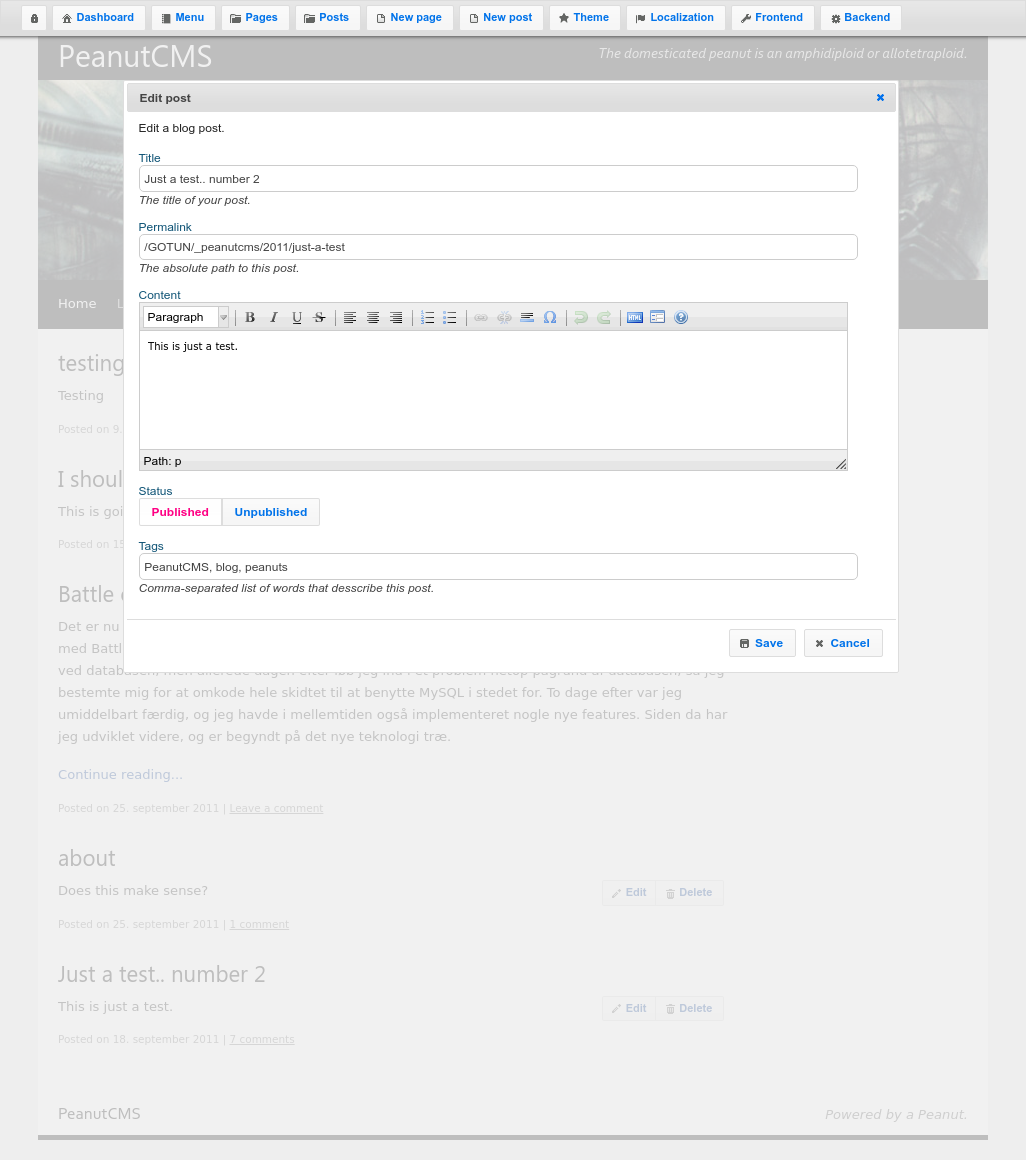 Dashboard Menu Pages Posts New page New post Theme Localization Frontend Backend
PeanutCMS
The domesticated peanut is an amphidiploid or allotetraploid.
Edit post
Edit a blog post.
Title
Just a test.. number 2
The title of your post.
Permalink
/GOTUN/_peanutcms/2011/just-a-test
The absolute path to this post.
Home
Content
Paragraph B I U S HTML
testing
This is just a test.
Testing
Posted on 9.
Path: p
I shoul
Status
This is goi
Published Unpublished
Posted on 15
Tags
PeanutCMS, blog, peanuts
Comma-separated list of words that desscribe this post.
Battle
Det er nu
med Battl
Save Cancel
ved databasen, men allerede dagen efter løb jeg ind i et problem netop pågrund af databasen, så jeg
bestemte mig for at omkode hele skidtet til at benytte MySQL i stedet for. To dage efter var jeg
umiddelbart færdig, og jeg havde i mellemtiden også implementeret nogle nye features. Siden da har
jeg udviklet videre, og er begyndt på det nye teknologi træ.
Continue reading...
Posted on 25. september 2011 | Leave a comment
about
Does this make sense?
Edit Delete
Posted on 25. september 2011 | 1 comment
Just a test.. number 2
This is just a test.
Edit Delete
Posted on 18. september 2011 | 7 comments
PeanutCMS
Powered by a Peanut.